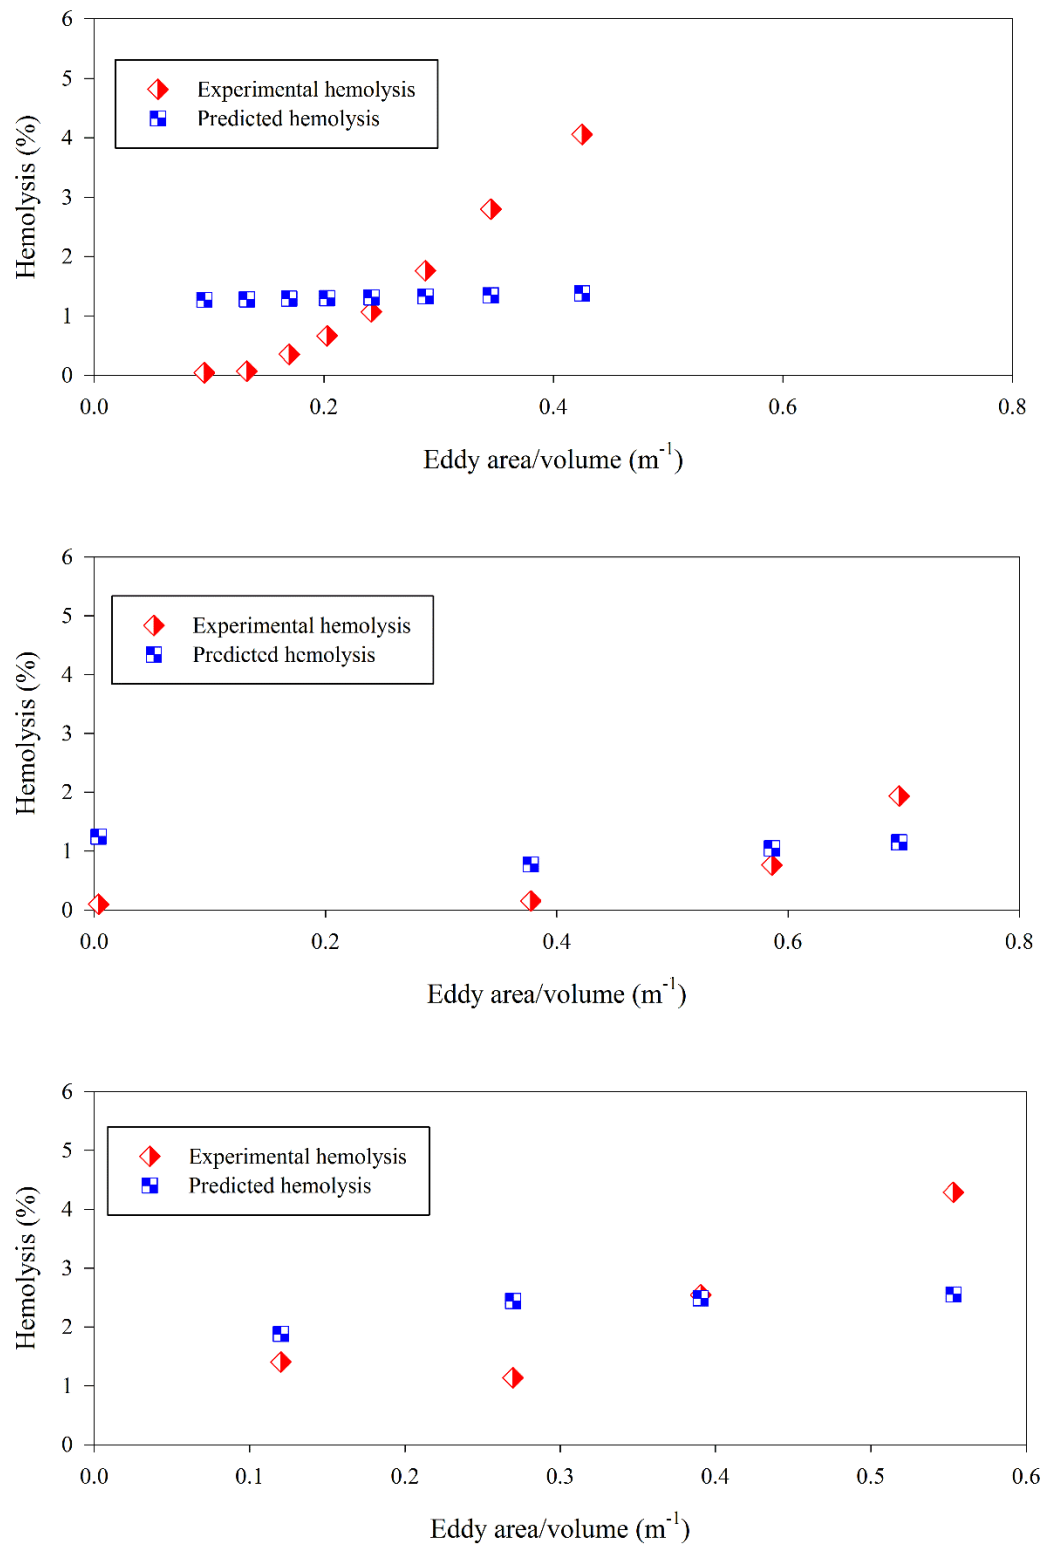 6
5
4
3
2
1
0
Hemolysis (%)
Experimental hemolysis
Predicted hemolysis
0.0 0.2 0.4 0.6 0.8
Eddy area/volume (m⁻¹)
6
5
4
3
2
1
0
Hemolysis (%)
Experimental hemolysis
Predicted hemolysis
0.0 0.2 0.4 0.6 0.8
Eddy area/volume (m⁻¹)
6
5
4
3
2
1
0
Hemolysis (%)
Experimental hemolysis
Predicted hemolysis
0.0 0.1 0.2 0.3 0.4 0.5 0.6
Eddy area/volume (m⁻¹)